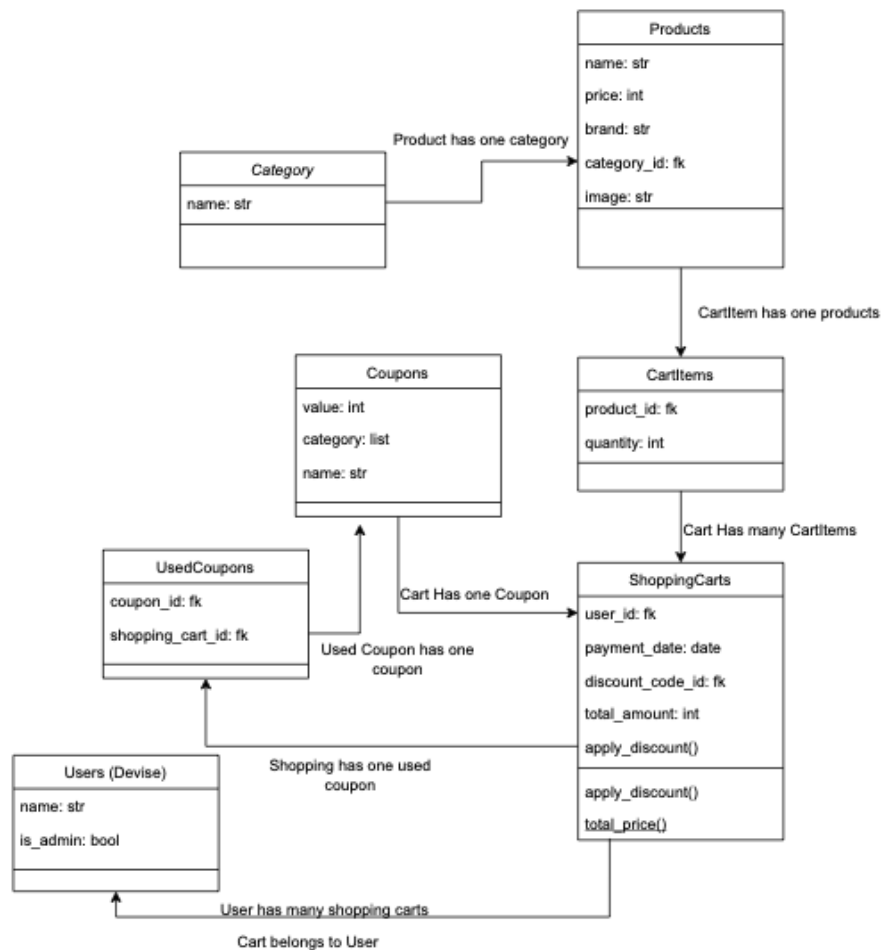 Products
name: str
price: int
brand: str
category_id: fk
image: str
Product has one category
Category
name: str
CartItem has one products
CartItems
product_id: fk
quantity: int
Coupons
value: int
category: list
name: str
Cart Has many CartItems
UsedCoupons
coupon_id: fk
shopping_cart_id: fk
Cart Has one Coupon
Used Coupon has one
coupon
ShoppingCarts
user_id: fk
payment_date: date
discount_code_id: fk
total_amount: int
apply_discount()
apply_discount()
total_price()
Shopping has one used
coupon
Users (Devise)
name: str
is_admin: bool
User has many shopping carts
Cart belongs to User